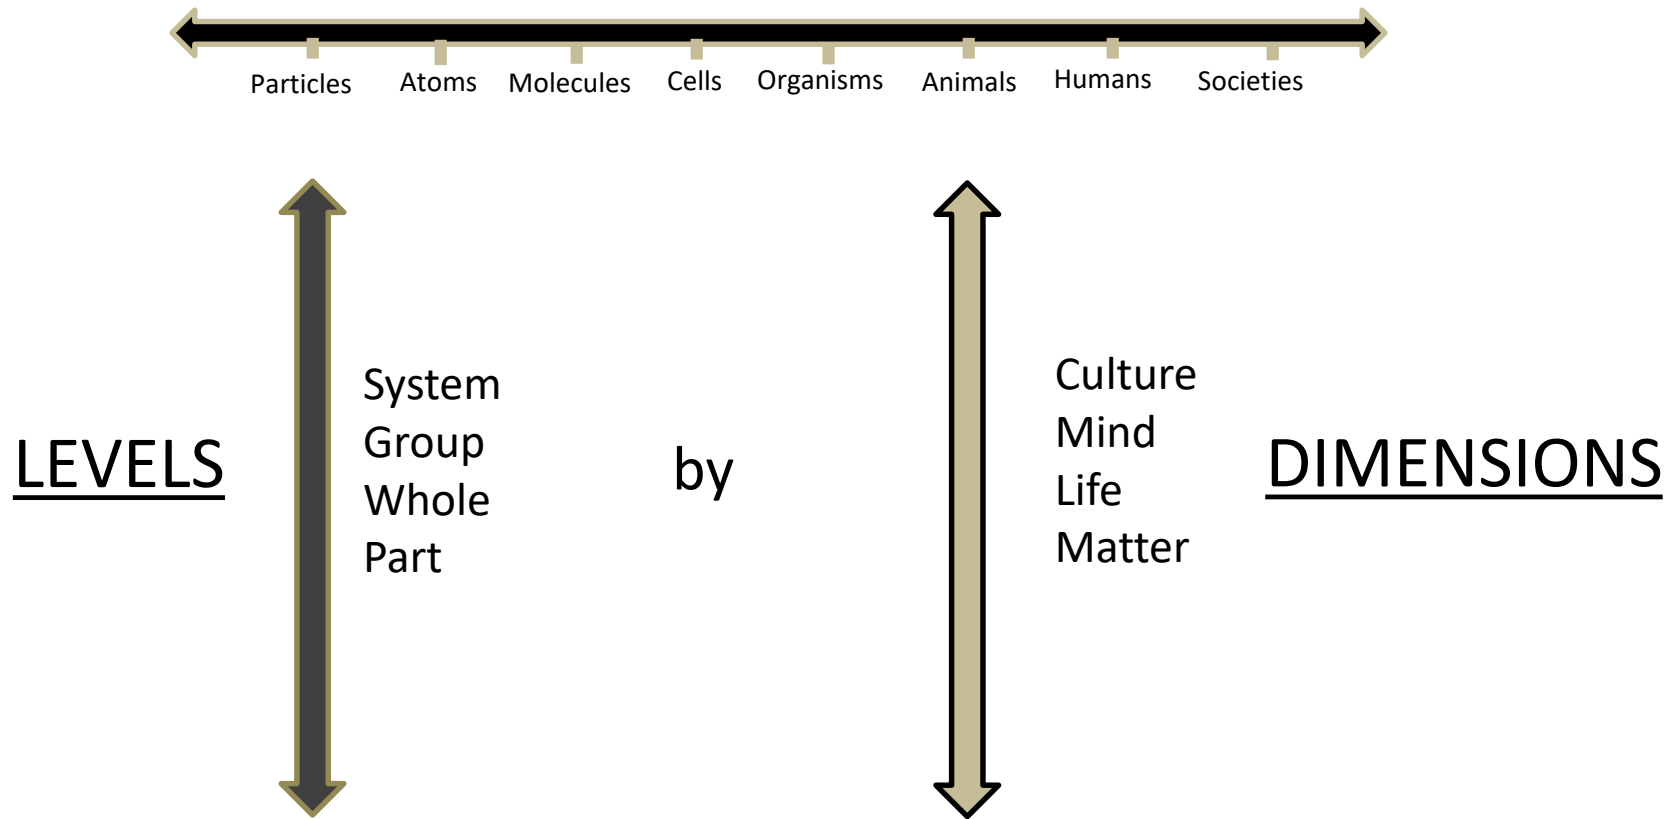 Particles Atoms Molecules Cells Organisms Animals Humans Societies
LEVELS
System
Group
Whole
Part
by
Culture
Mind
Life
Matter
DIMENSIONS